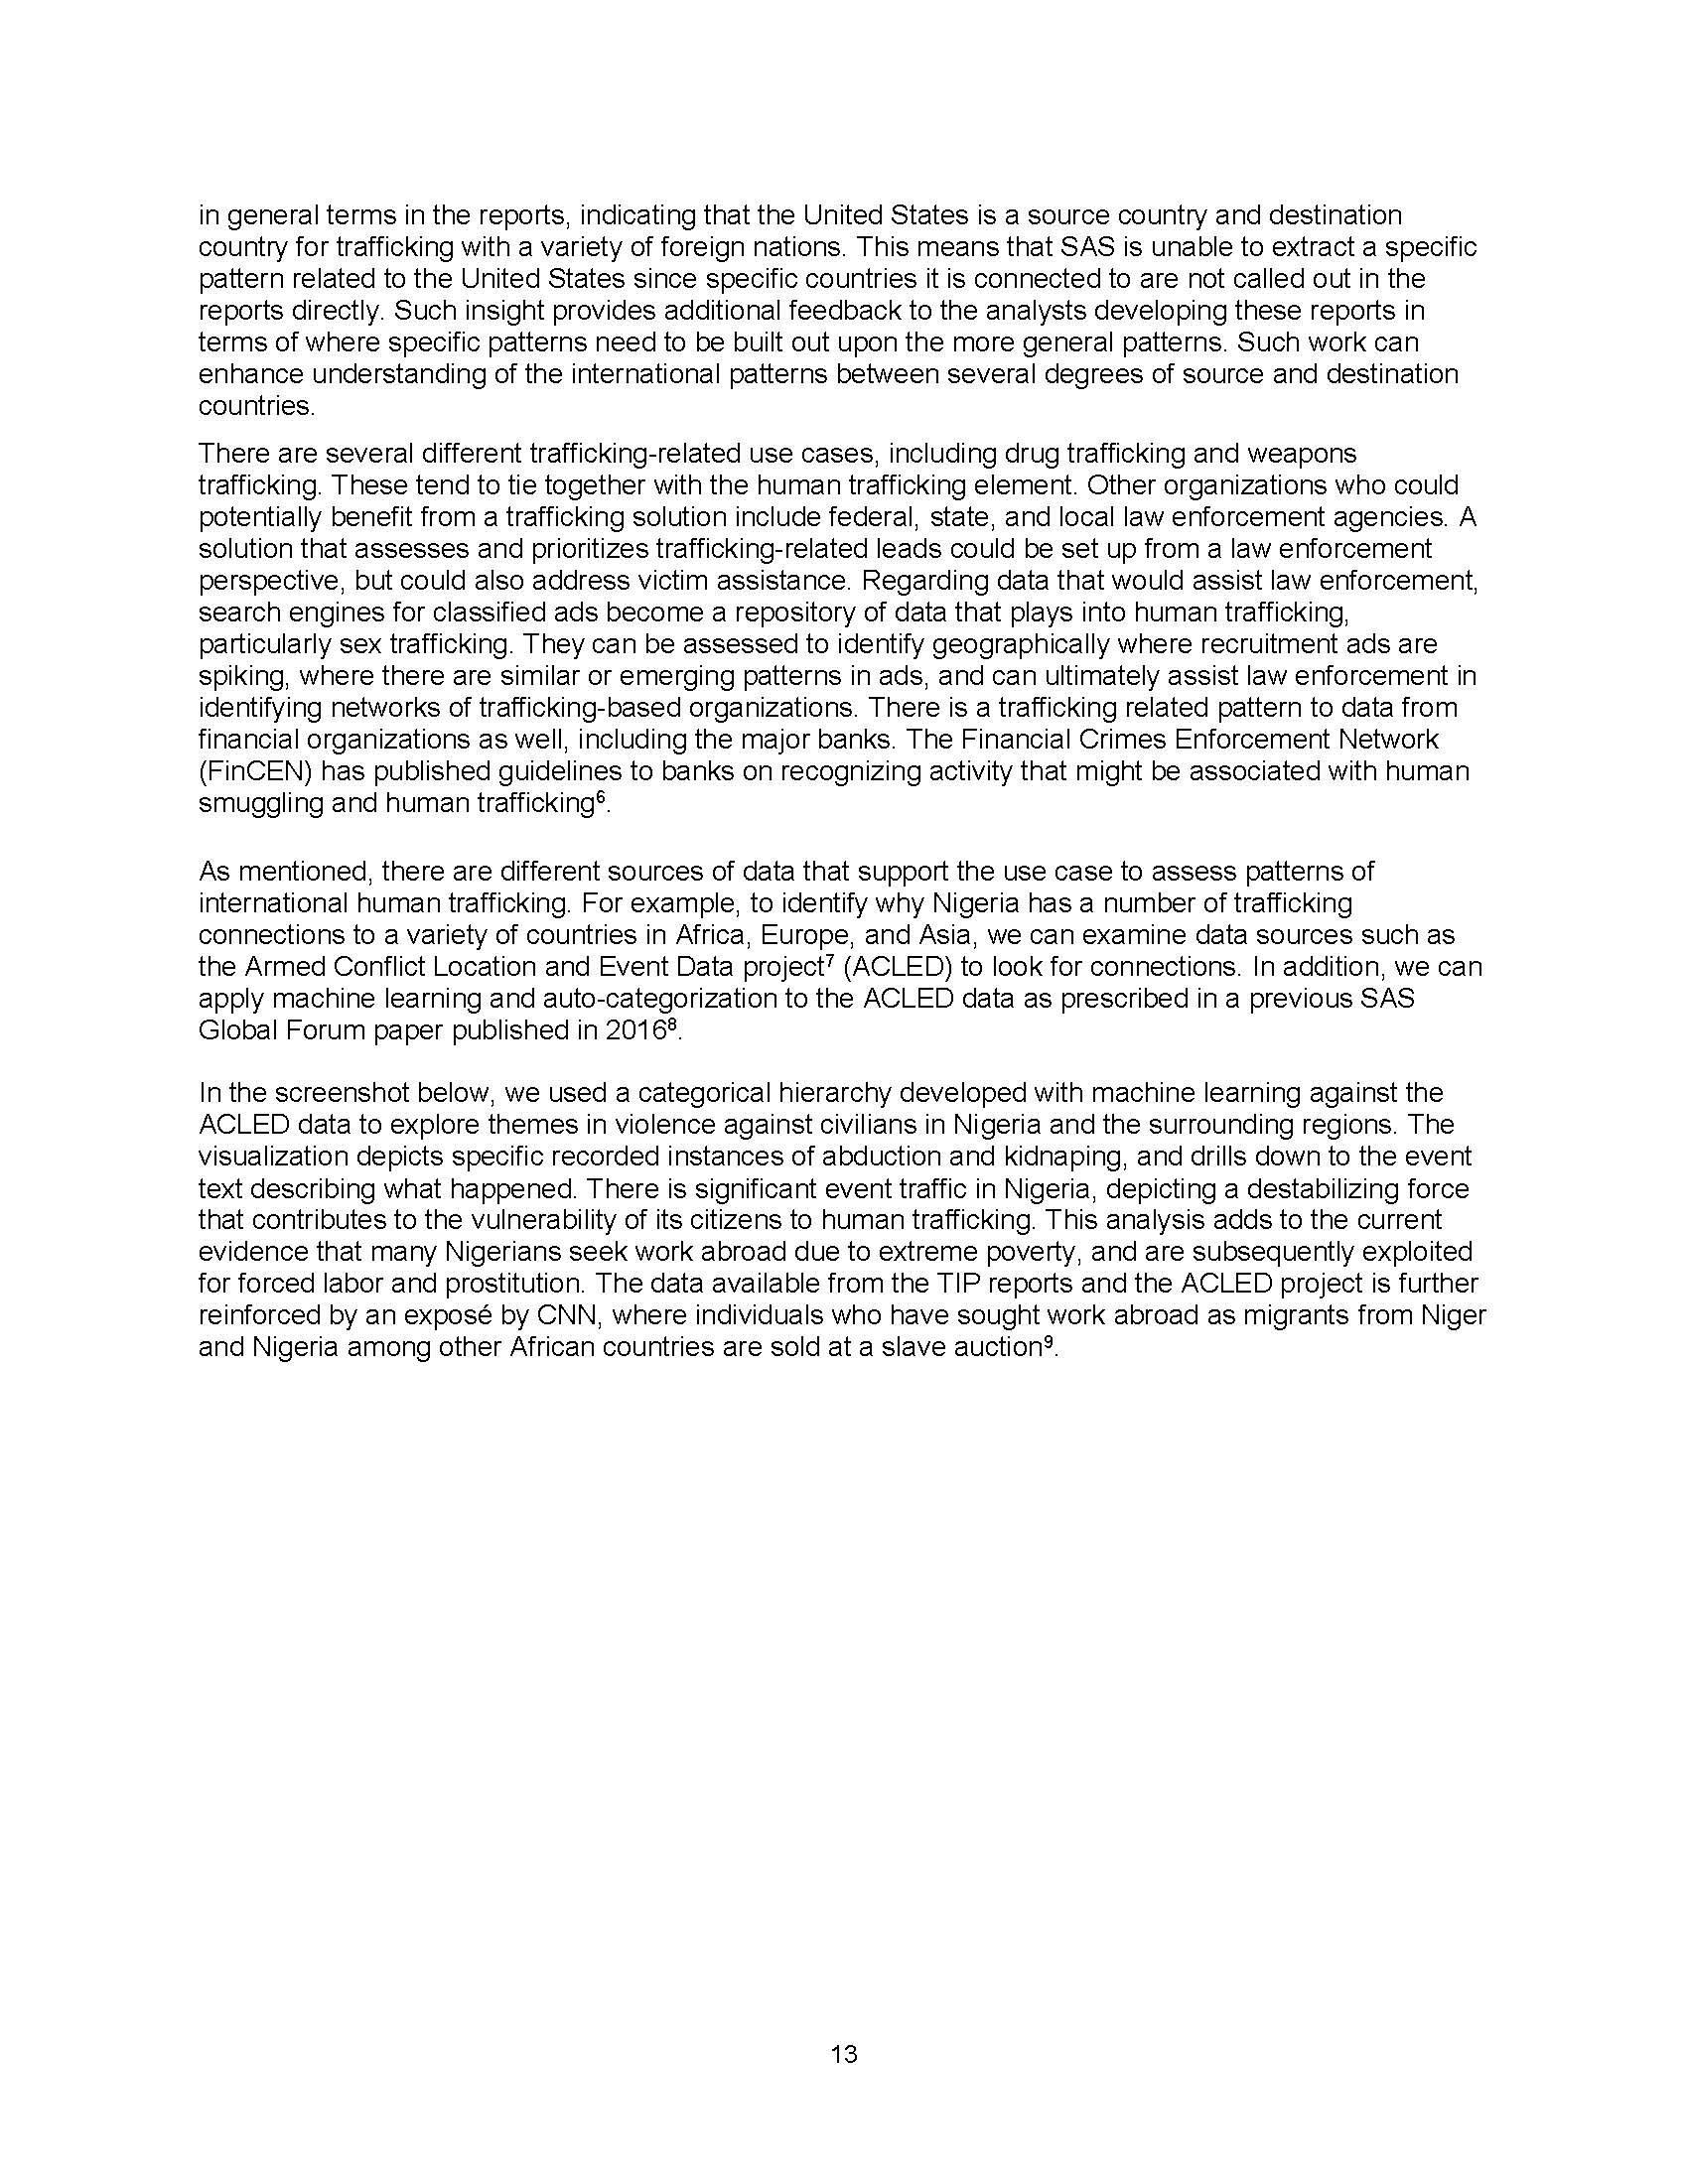 in general terms in the reports, indicating that the United States is a source country and destination
country for trafficking with a variety of foreign nations. This means that SAS is unable to extract a specific
pattern related to the United States since specific countries it is connected to are not called out in the
reports directly. Such insight provides additional feedback to the analysts developing these reports in
terms of where specific patterns need to be built out upon the more general patterns. Such work can
enhance understanding of the international patterns between several degrees of source and destination
countries.
There are several different trafficking-related use cases, including drug trafficking and weapons
trafficking. These tend to tie together with the human trafficking element. Other organizations who could
potentially benefit from a trafficking solution include federal, state, and local law enforcement agencies. A
solution that assesses and prioritizes trafficking-related leads could be set up from a law enforcement
perspective, but could also address victim assistance. Regarding data that would assist law enforcement,
search engines for classified ads become a repository of data that plays into human trafficking,
particularly sex trafficking. They can be assessed to identify geographically where recruitment ads are
spiking, where there are similar or emerging patterns in ads, and can ultimately assist law enforcement in
identifying networks of trafficking-based organizations. There is a trafficking related pattern to data from
financial organizations as well, including the major banks. The Financial Crimes Enforcement Network
(FinCEN) has published guidelines to banks on recognizing activity that might be associated with human
smuggling and human trafficking⁶.
As mentioned, there are different sources of data that support the use case to assess patterns of
international human trafficking. For example, to identify why Nigeria has a number of trafficking
connections to a variety of countries in Africa, Europe, and Asia, we can examine data sources such as
the Armed Conflict Location and Event Data project⁷ (ACLED) to look for connections. In addition, we can
apply machine learning and auto-categorization to the ACLED data as prescribed in a previous SAS
Global Forum paper published in 2016⁸.
In the screenshot below, we used a categorical hierarchy developed with machine learning against the
ACLED data to explore themes in violence against civilians in Nigeria and the surrounding regions. The
visualization depicts specific recorded instances of abduction and kidnaping, and drills down to the event
text describing what happened. There is significant event traffic in Nigeria, depicting a destabilizing force
that contributes to the vulnerability of its citizens to human trafficking. This analysis adds to the current
evidence that many Nigerians seek work abroad due to extreme poverty, and are subsequently exploited
for forced labor and prostitution. The data available from the TIP reports and the ACLED project is further
reinforced by an exposé by CNN, where individuals who have sought work abroad as migrants from Niger
and Nigeria among other African countries are sold at a slave auction⁹.
13